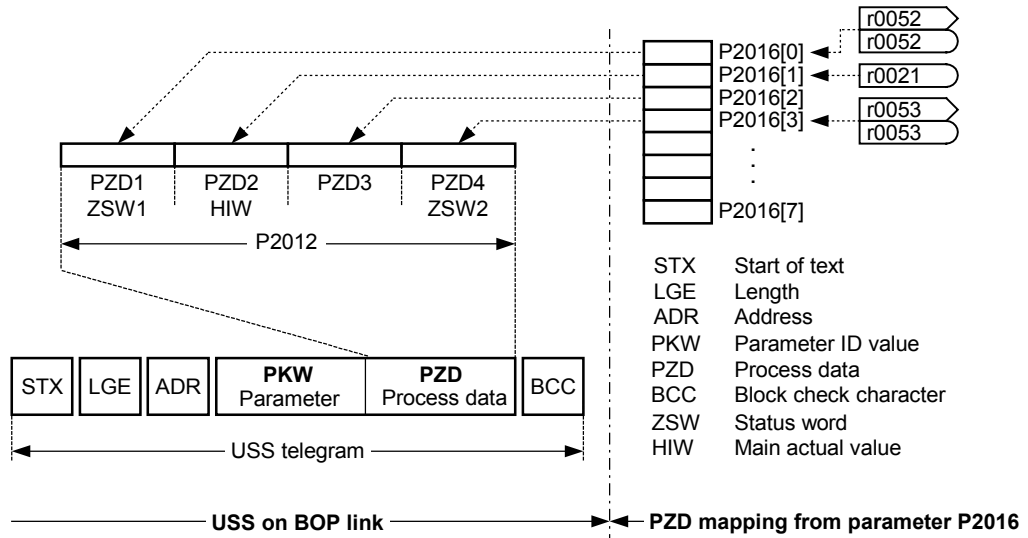 r0052
r0052
P2016[0]
P2016[1]
r0021
P2016[2]
r0053
P2016[3]
r0053
.
.
.
P2016[7]
PZD1 PZD2 PZD3 PZD4
ZSW1 HIW ZSW2
P2012
STX Start of text
LGE Length
ADR Address
PKW Parameter ID value
PZD Process data
BCC Block check character
ZSW Status word
HIW Main actual value
STX LGE ADR PKW PZD BCC
Parameter Process data
USS telegram
USS on BOP link PZD mapping from parameter P2016